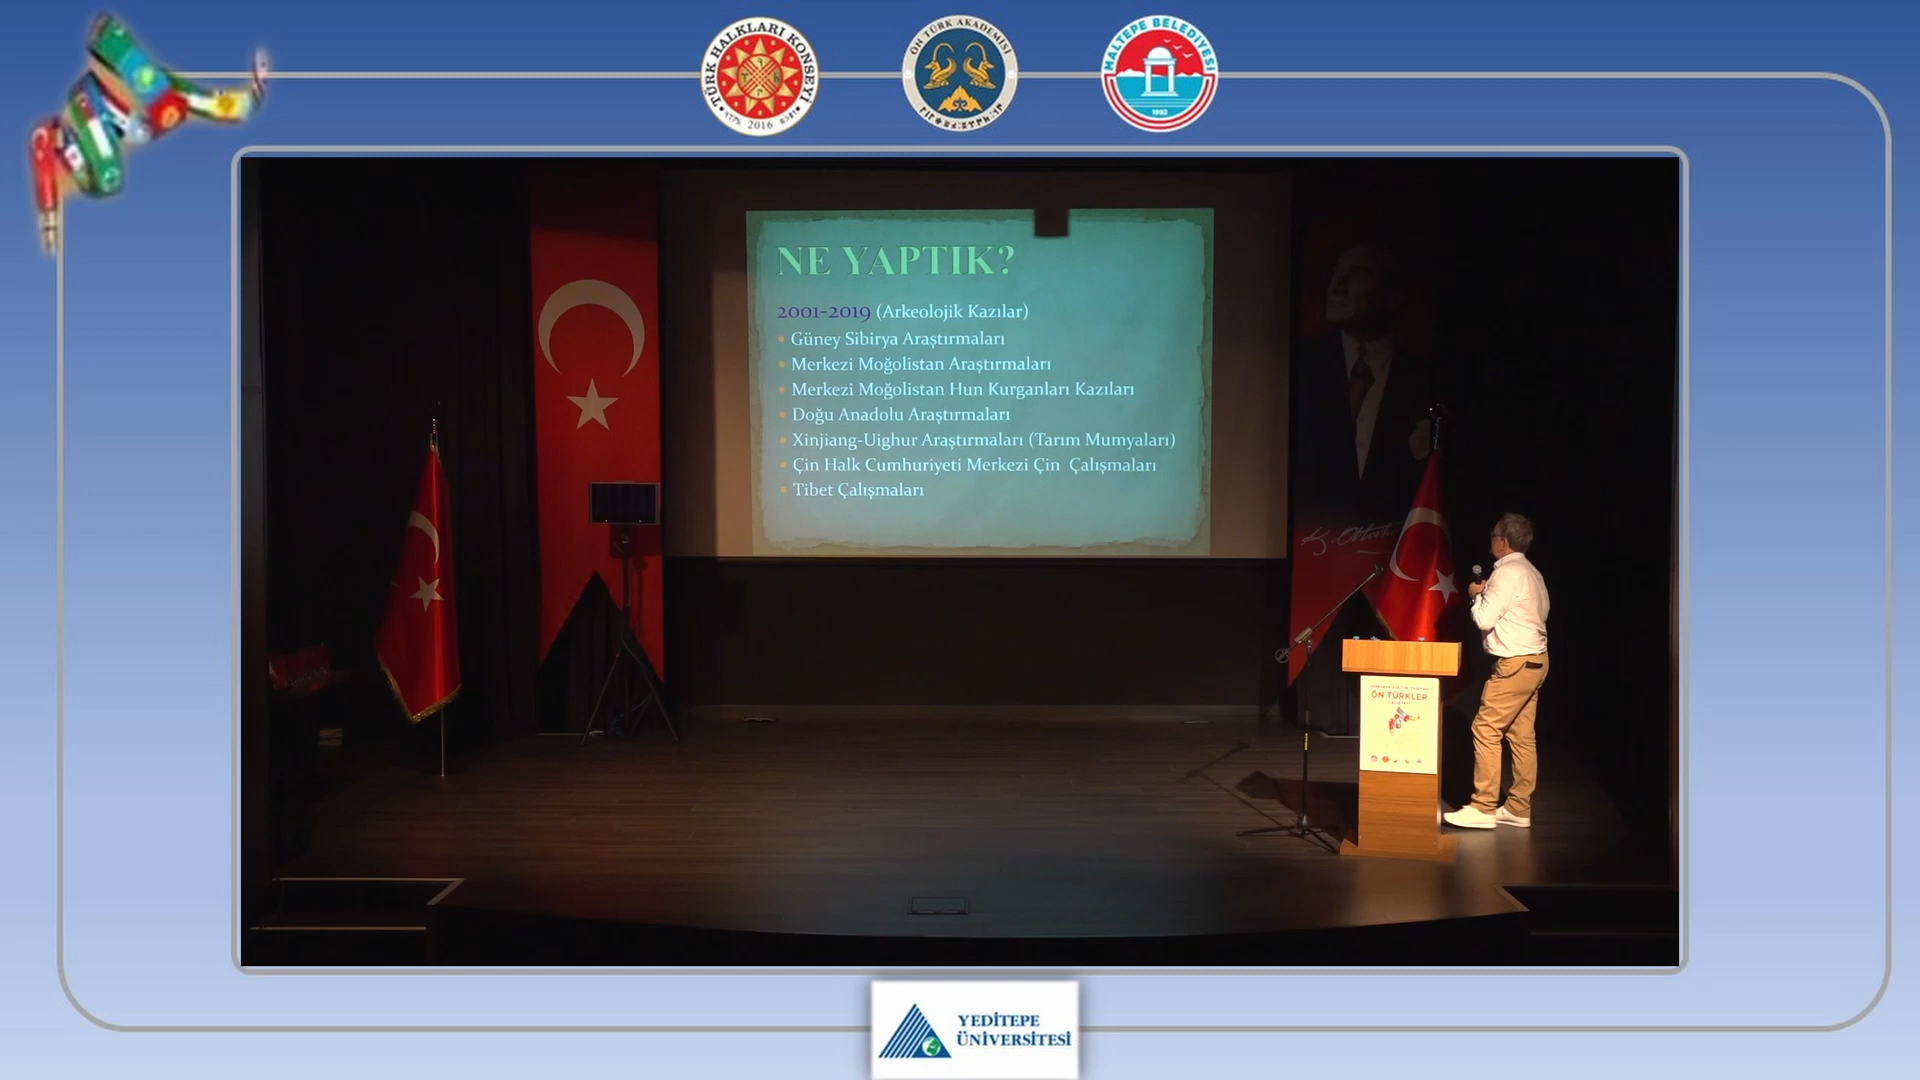 TÜRK HALKLARI KONSEYİ
2016
ÖN TÜRK AKADEMİSİ
MALTEPE BELEDİYESİ
1992
NE YAPTIK?
2001-2019 (Arkeolojik Kazılar)
• Güney Sibirya Araştırmaları
• Merkezi Moğolistan Araştırmaları
• Merkezi Moğolistan Hun Kurganları Kazıları
• Doğu Anadolu Araştırmaları
• Xinjiang-Uighur Araştırmaları (Tarım Mumyaları)
• Çin Halk Cumhuriyeti Merkezi Çin Çalışmaları
• Tibet Çalışmaları
K. Atatürk
ÖN TÜRKLER
YEDİTEPE
ÜNİVERSİTESİ